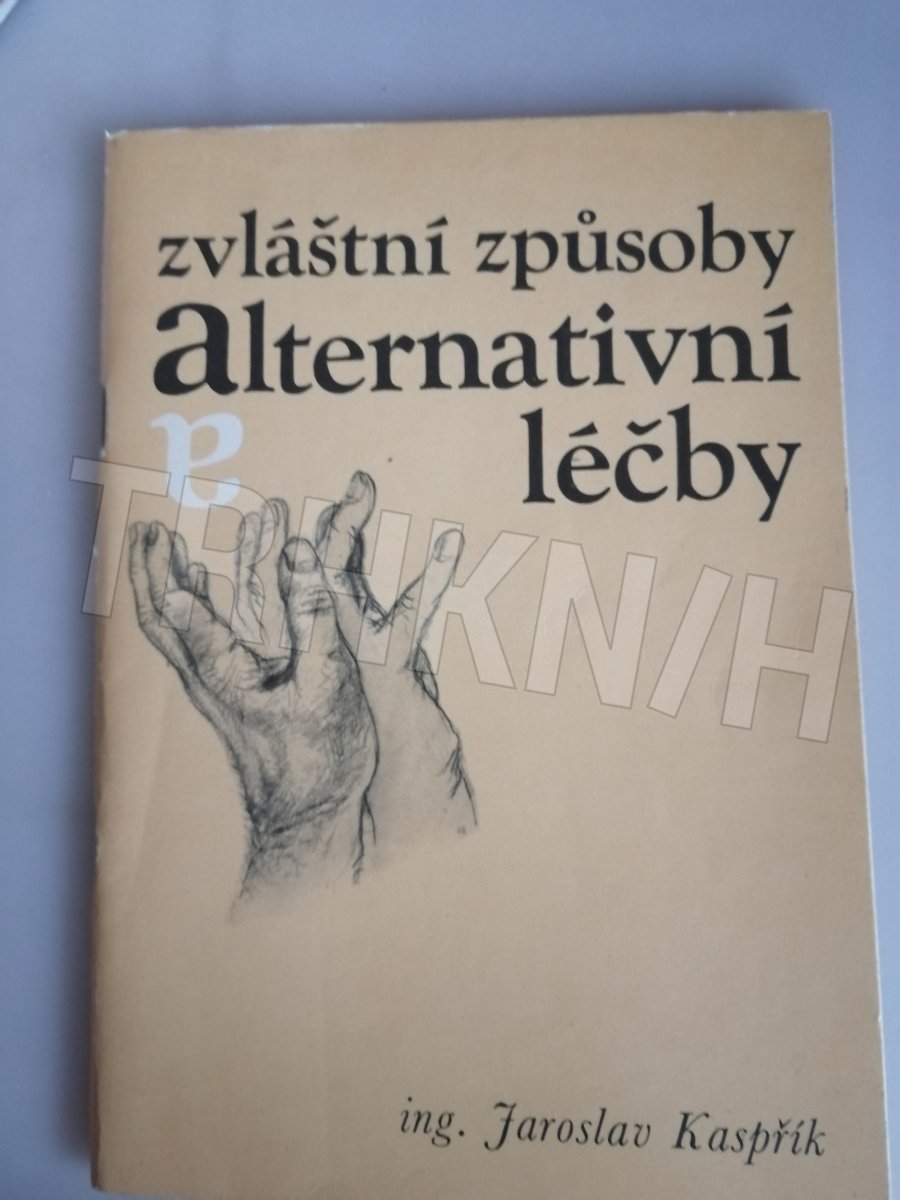 zvláštní způsoby
alternativní
a léčby
TRHKNIH
ing. Jaroslav Kaspřík